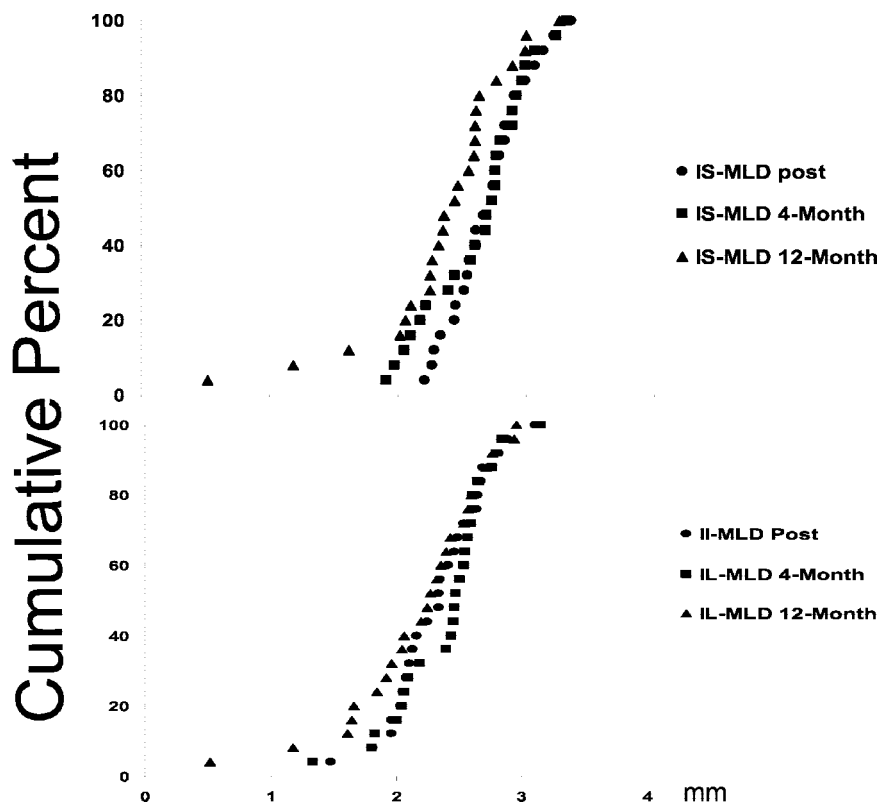 Cumulative Percent
100
80
60
40
20
0
IS-MLD post
IS-MLD 4-Month
IS-MLD 12-Month
100
80
60
40
20
0
0 1 2 3 4 mm
Il-MLD Post
IL-MLD 4-Month
IL-MLD 12-Month